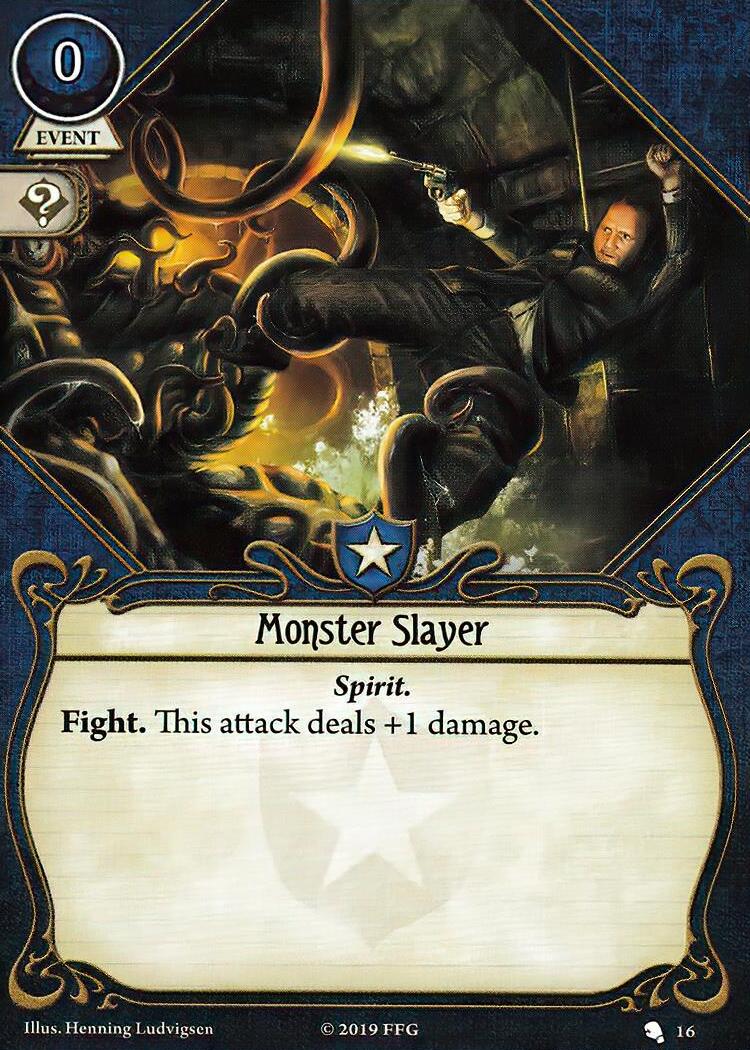 0
EVENT
?
Monster Slayer
Spirit.
Fight. This attack deals +1 damage.
Illus. Henning Ludvigsen
© 2019 FFG
16